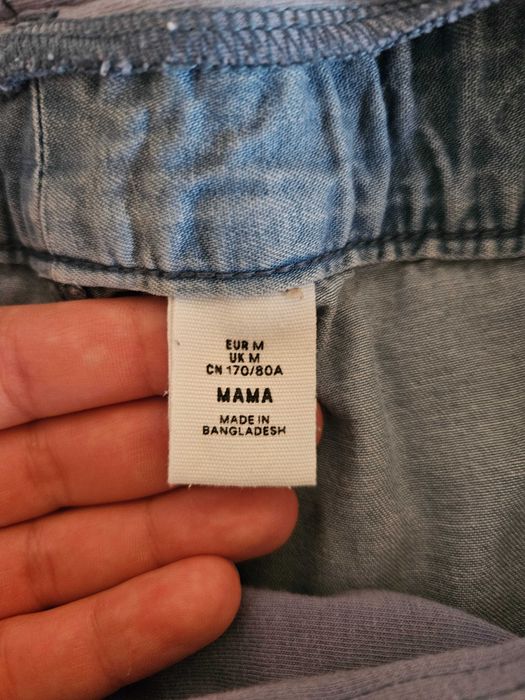 EUR M
UK M
CN 170/80A
MAMA
MADE IN
BANGLADESH